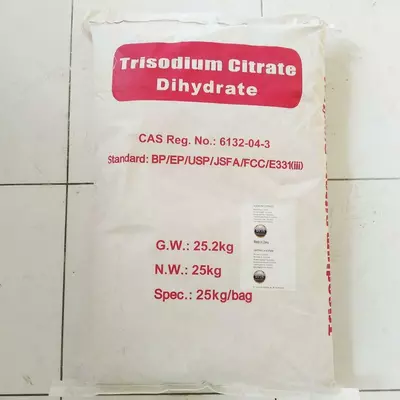 Trisodium Citrate
Dihydrate
CAS Reg. No.: 6132-04-3
Standard: BP/EP/USP/JSFA/FCC/E331(iii)
G.W.: 25.2kg
N.W.: 25kg
Spec.: 25kg/bag